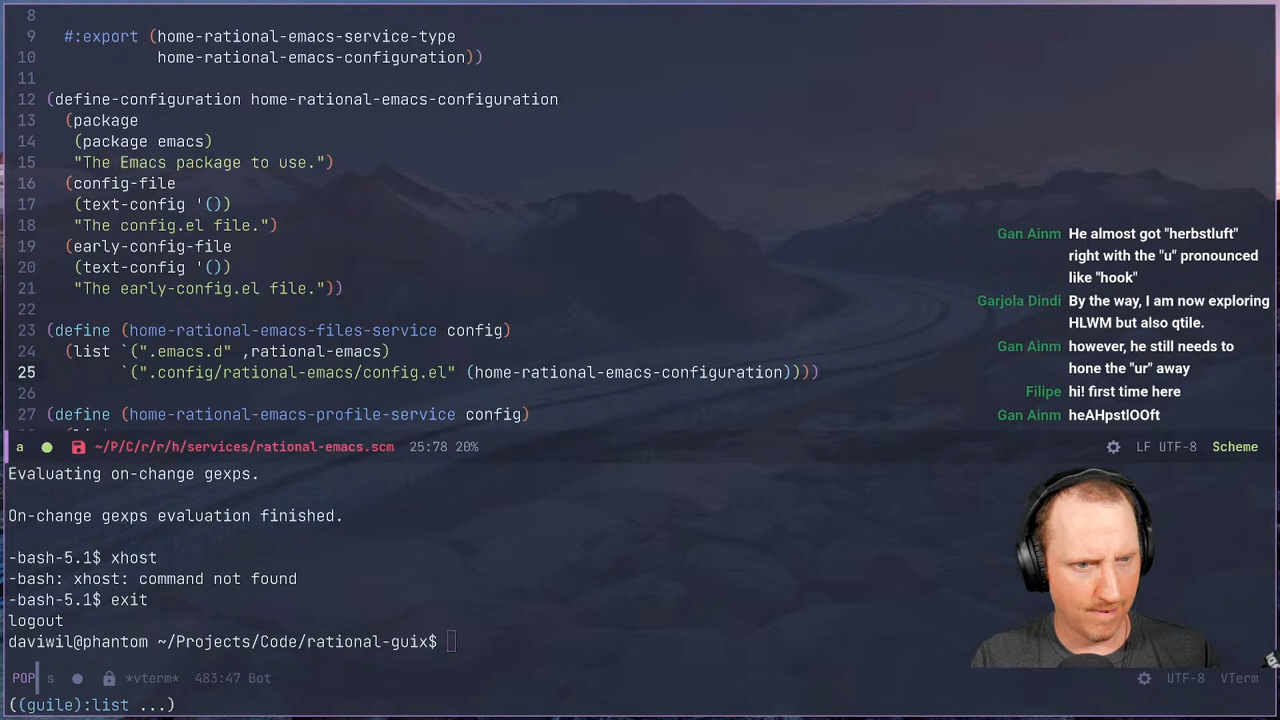 8
9   #:export (home-rational-emacs-service-type
10            home-rational-emacs-configuration))
11
12 (define-configuration home-rational-emacs-configuration
13   (package
14    (package emacs)
15    "The Emacs package to use.")
16   (config-file
17    (text-config '())
18    "The config.el file.")
19   (early-config-file
20    (text-config '())
21    "The early-config.el file."))
22
23 (define (home-rational-emacs-files-service config)
24   (list `(".emacs.d" ,rational-emacs)
25         `(".config/rational-emacs/config.el" (home-rational-emacs-configuration))))
26
27 (define (home-rational-emacs-profile-service config)
a ~/P/C/r/r/h/services/rational-emacs.scm 25:78 20% LF UTF-8 Scheme
Evaluating on-change gexps.
On-change gexps evaluation finished.
-bash-5.1$ xhost
-bash: xhost: command not found
-bash-5.1$ exit
logout
daviwil@phantom ~/Projects/Code/rational-guix$
POP s *vterm* 483:47 Bot UTF-8 VTerm
((guile):list ...)
Gan Ainm He almost got "herbstluft"
right with the "u" pronounced
like "hook"
Garjola Dindi By the way, I am now exploring
HLWM but also qtile.
Gan Ainm however, he still needs to
hone the "ur" away
Filipe hi! first time here
Gan Ainm heAHpstlOOft